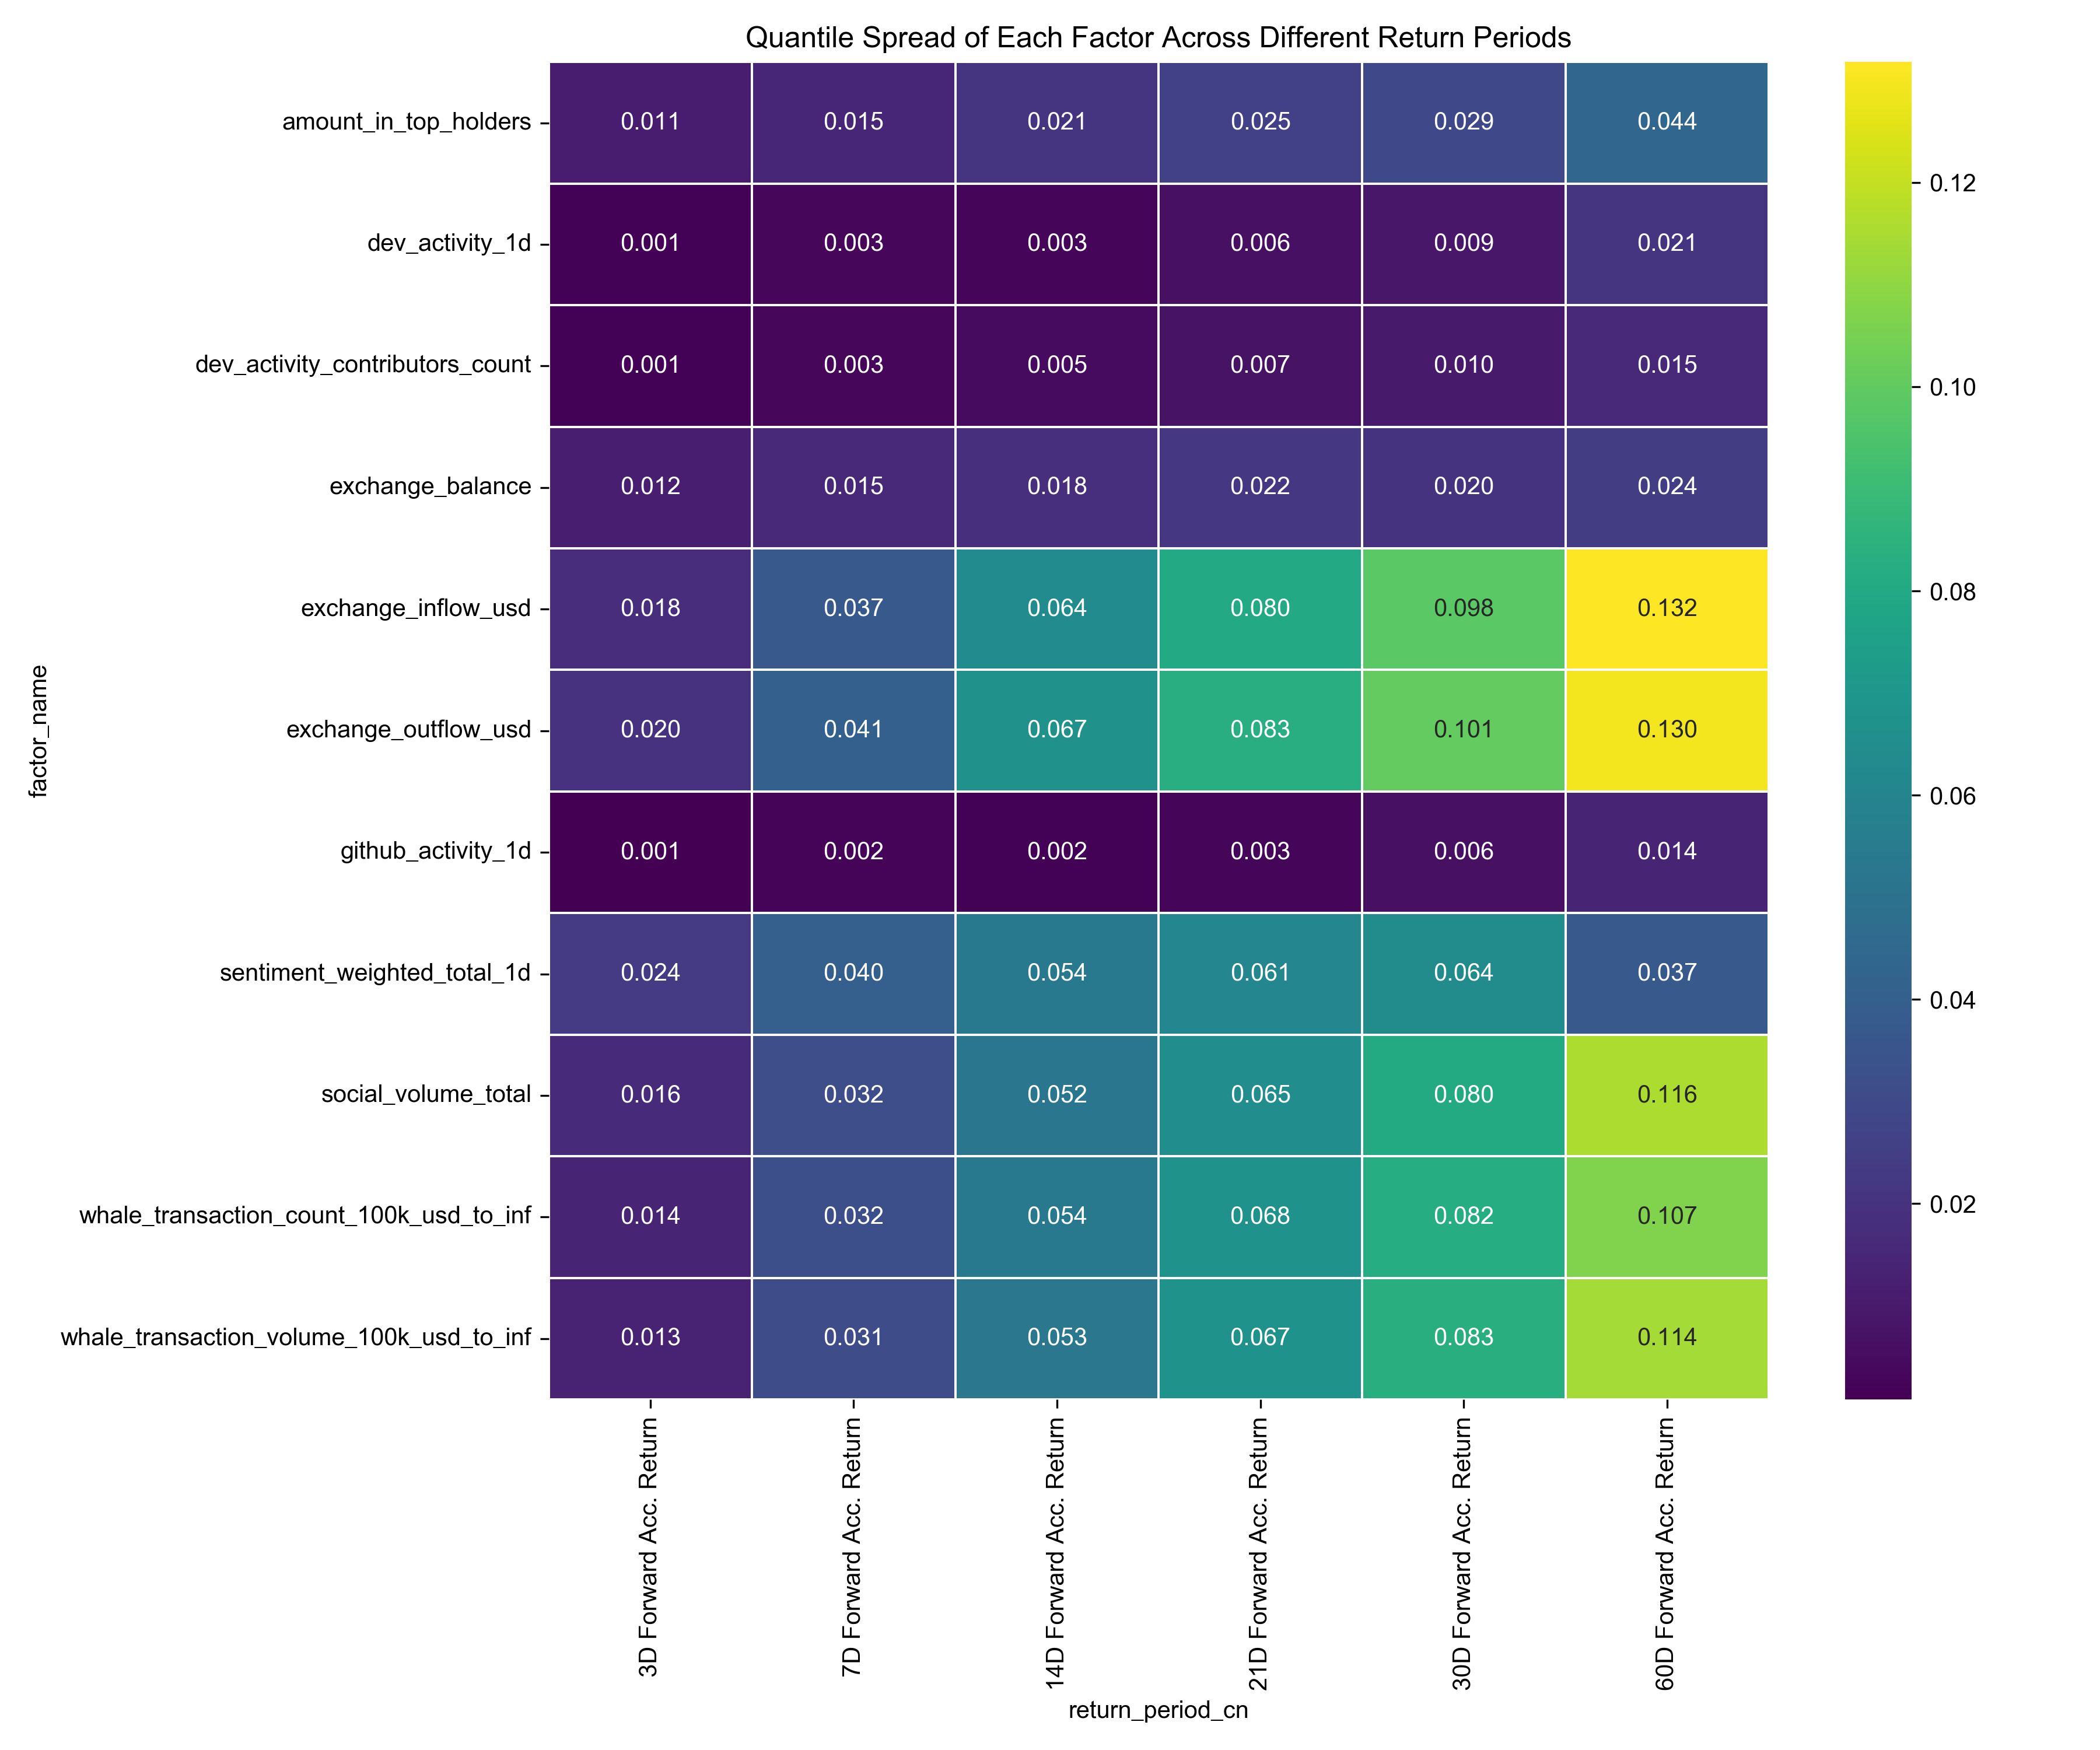 Quantile Spread of Each Factor Across Different Return Periods
factor_name
amount_in_top_holders 0.011 0.015 0.021 0.025 0.029 0.044
dev_activity_1d 0.001 0.003 0.003 0.006 0.009 0.021
dev_activity_contributors_count 0.001 0.003 0.005 0.007 0.010 0.015
exchange_balance 0.012 0.015 0.018 0.022 0.020 0.024
exchange_inflow_usd 0.018 0.037 0.064 0.080 0.098 0.132
exchange_outflow_usd 0.020 0.041 0.067 0.083 0.101 0.130
github_activity_1d 0.001 0.002 0.002 0.003 0.006 0.014
sentiment_weighted_total_1d 0.024 0.040 0.054 0.061 0.064 0.037
social_volume_total 0.016 0.032 0.052 0.065 0.080 0.116
whale_transaction_count_100k_usd_to_inf 0.014 0.032 0.054 0.068 0.082 0.107
whale_transaction_volume_100k_usd_to_inf 0.013 0.031 0.053 0.067 0.083 0.114
3D Forward Acc. Return
7D Forward Acc. Return
14D Forward Acc. Return
21D Forward Acc. Return
30D Forward Acc. Return
60D Forward Acc. Return
return_period_cn
0.12
0.10
0.08
0.06
0.04
0.02